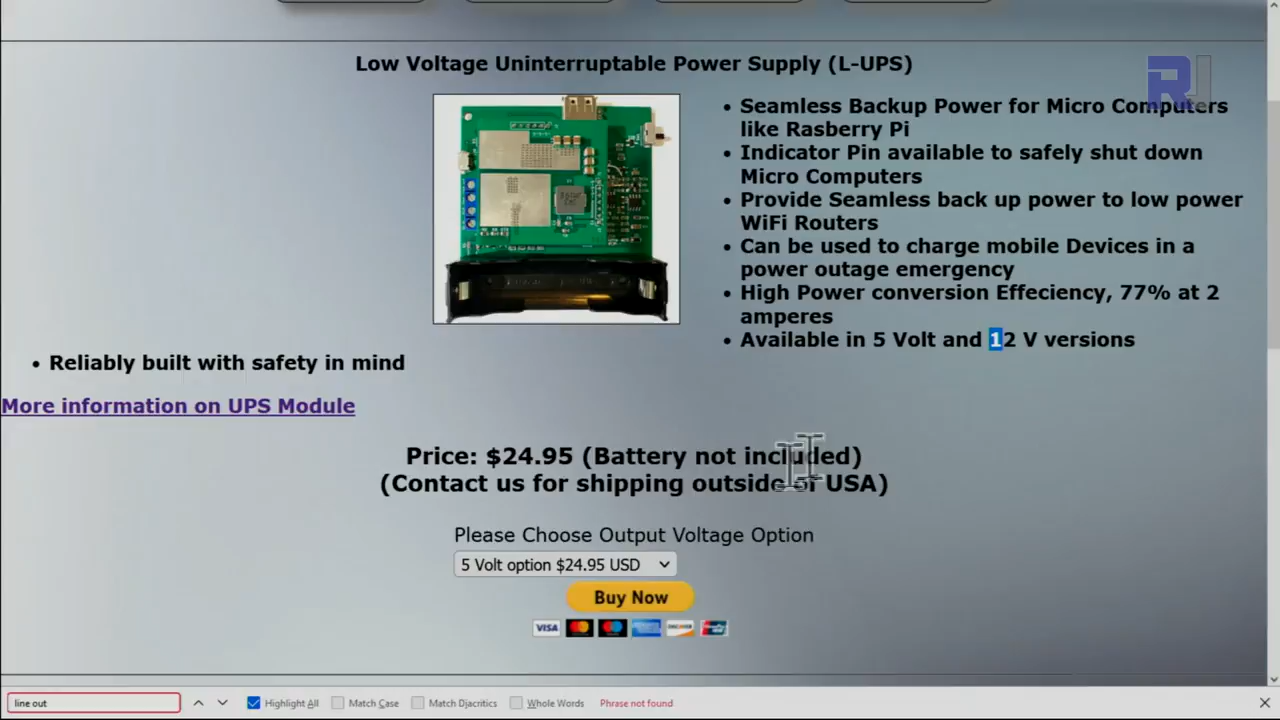 Low Voltage Uninterruptable Power Supply (L-UPS)
RJ
Seamless Backup Power for Micro Computers
like Rasberry Pi
Indicator Pin available to safely shut down
Micro Computers
Provide Seamless back up power to low power
WiFi Routers
Can be used to charge mobile Devices in a
power outage emergency
High Power conversion Effeciency, 77% at 2
amperes
Available in 5 Volt and 12 V versions
Reliably built with safety in mind
More information on UPS Module
Price: $24.95 (Battery not included)
(Contact us for shipping outside of USA)
Please Choose Output Voltage Option
5 Volt option $24.95 USD
Buy Now
VISA
DISCOVER
line out
Highlight All
Match Case
Match Diacritics
Whole Words
Phrase not found